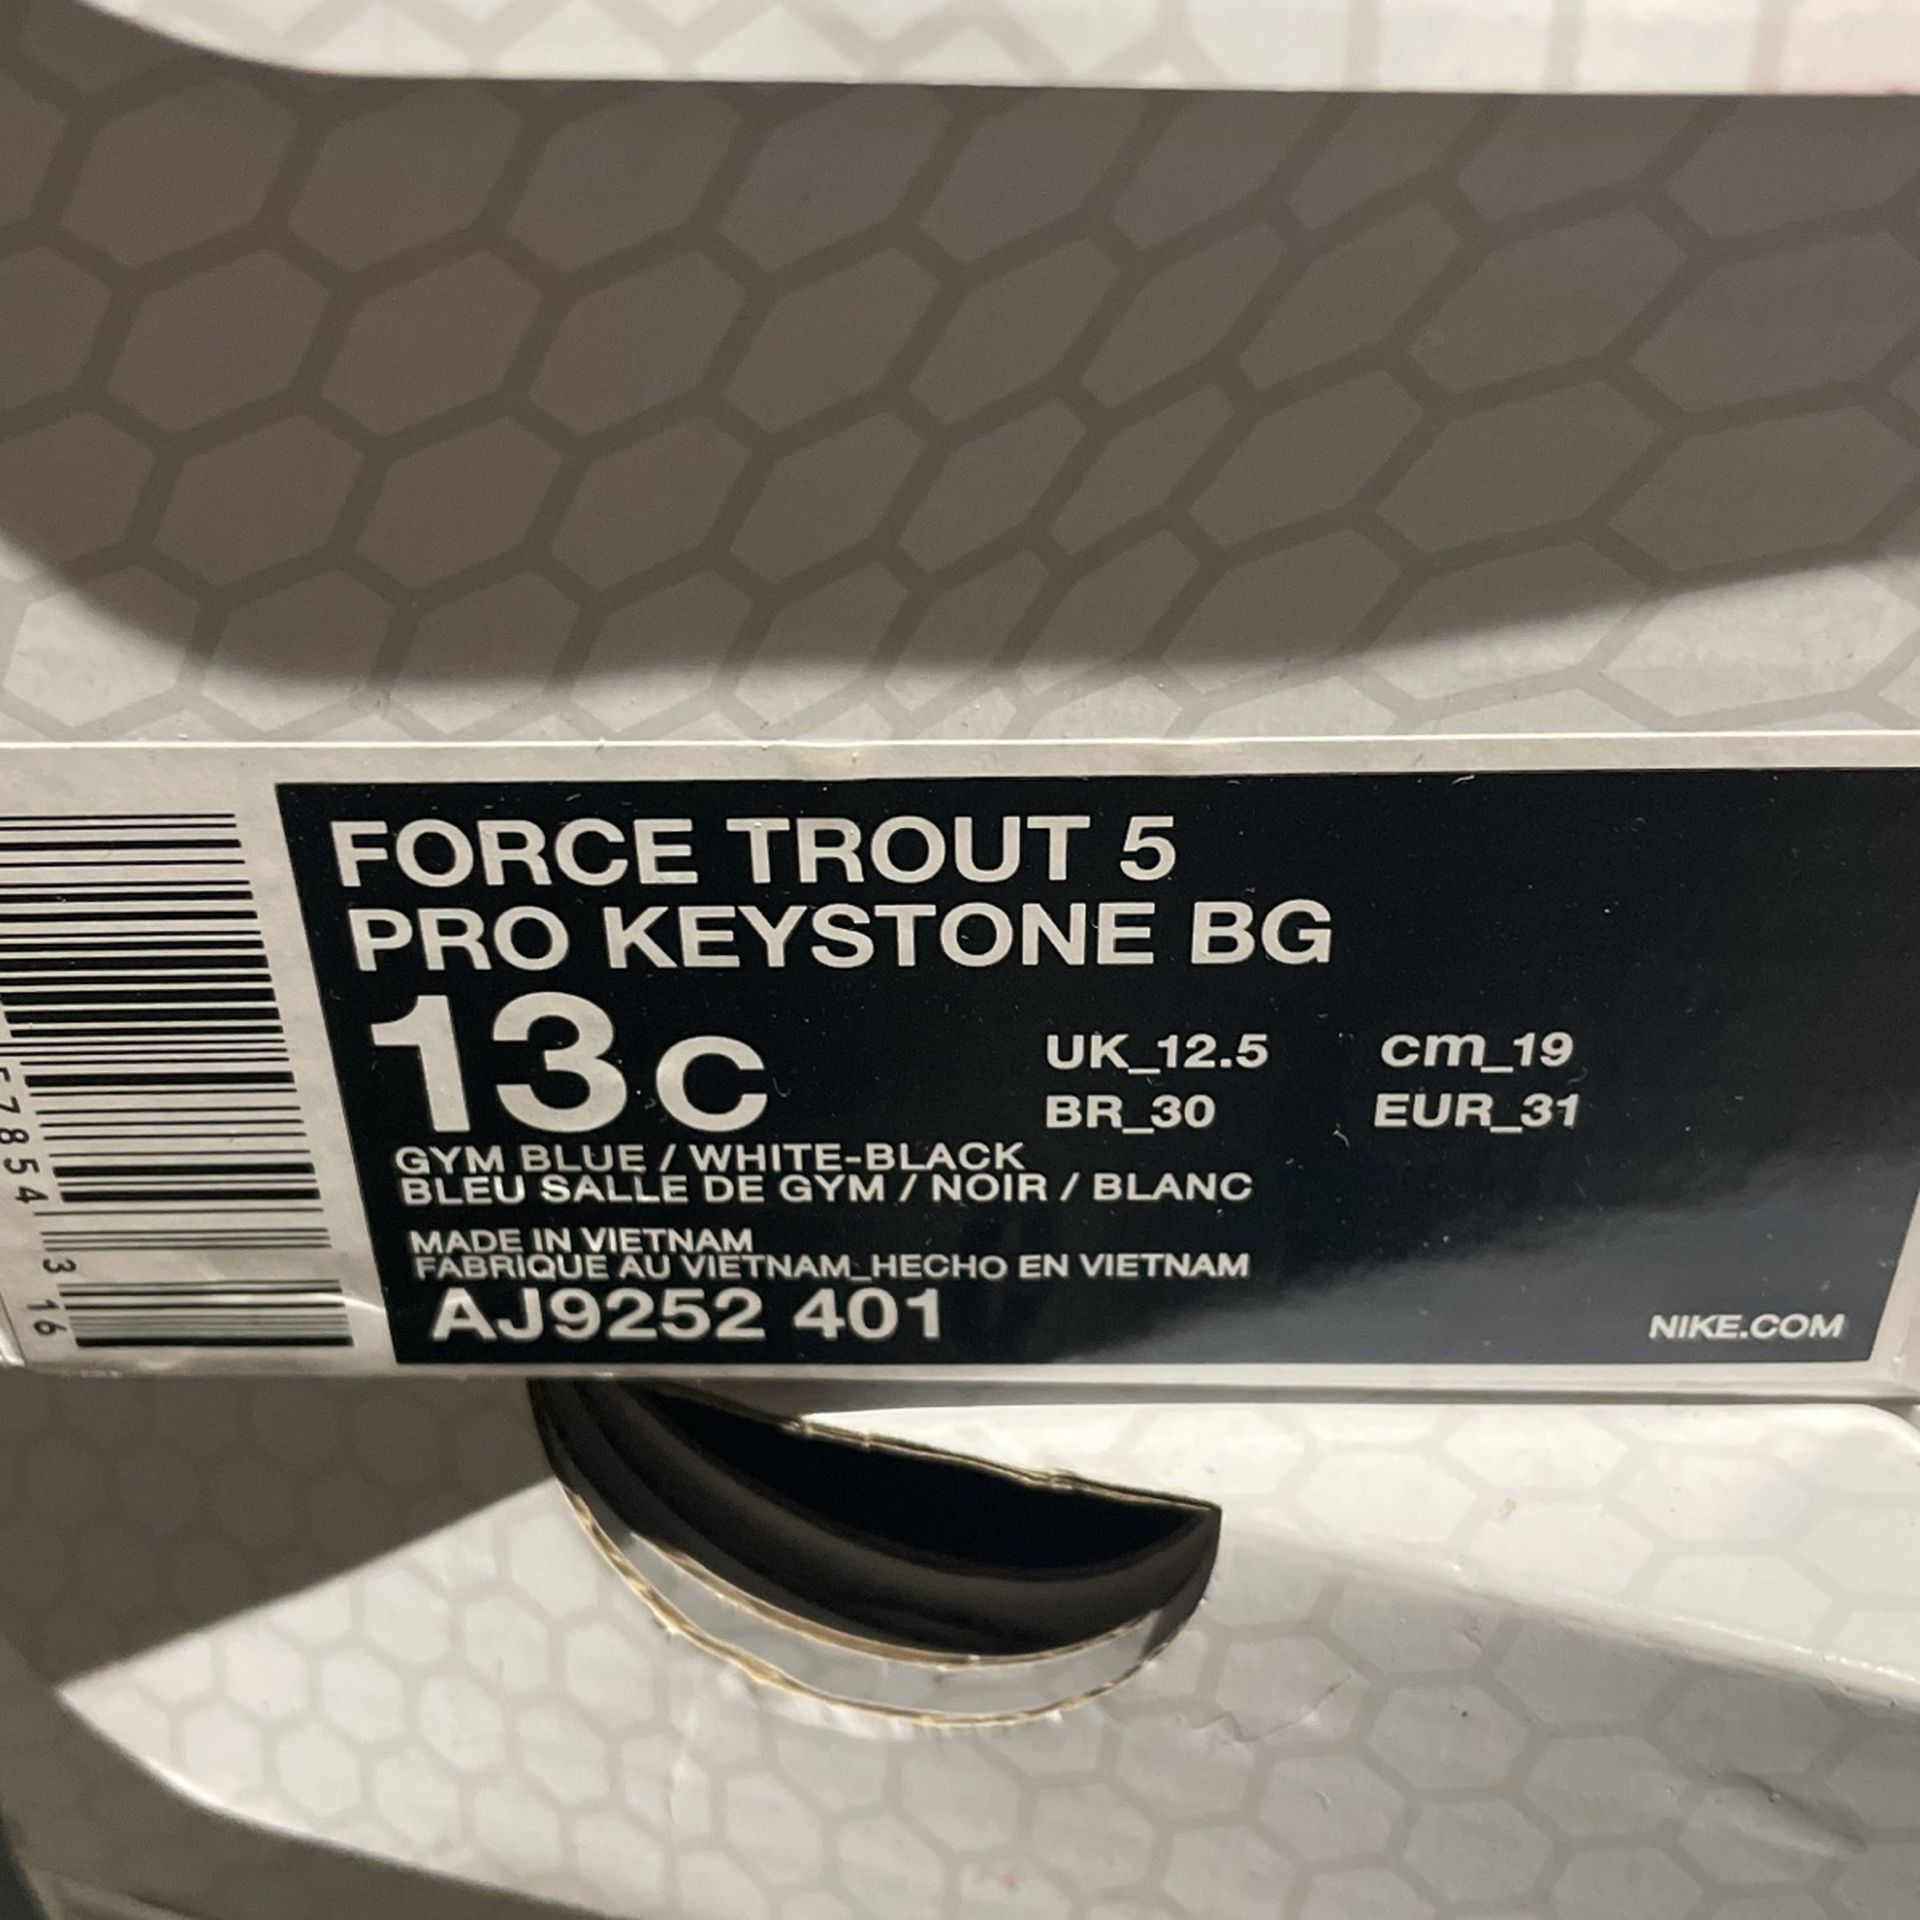 FORCE TROUT 5
PRO KEYSTONE BG
13C
UK_12.5 cm_19
BR_30 EUR_31
GYM BLUE / WHITE-BLACK
BLEU SALLE DE GYM / NOIR / BLANC
MADE IN VIETNAM
FABRIQUE AU VIETNAM_HECHO EN VIETNAM
AJ9252 401
NIKE.COM